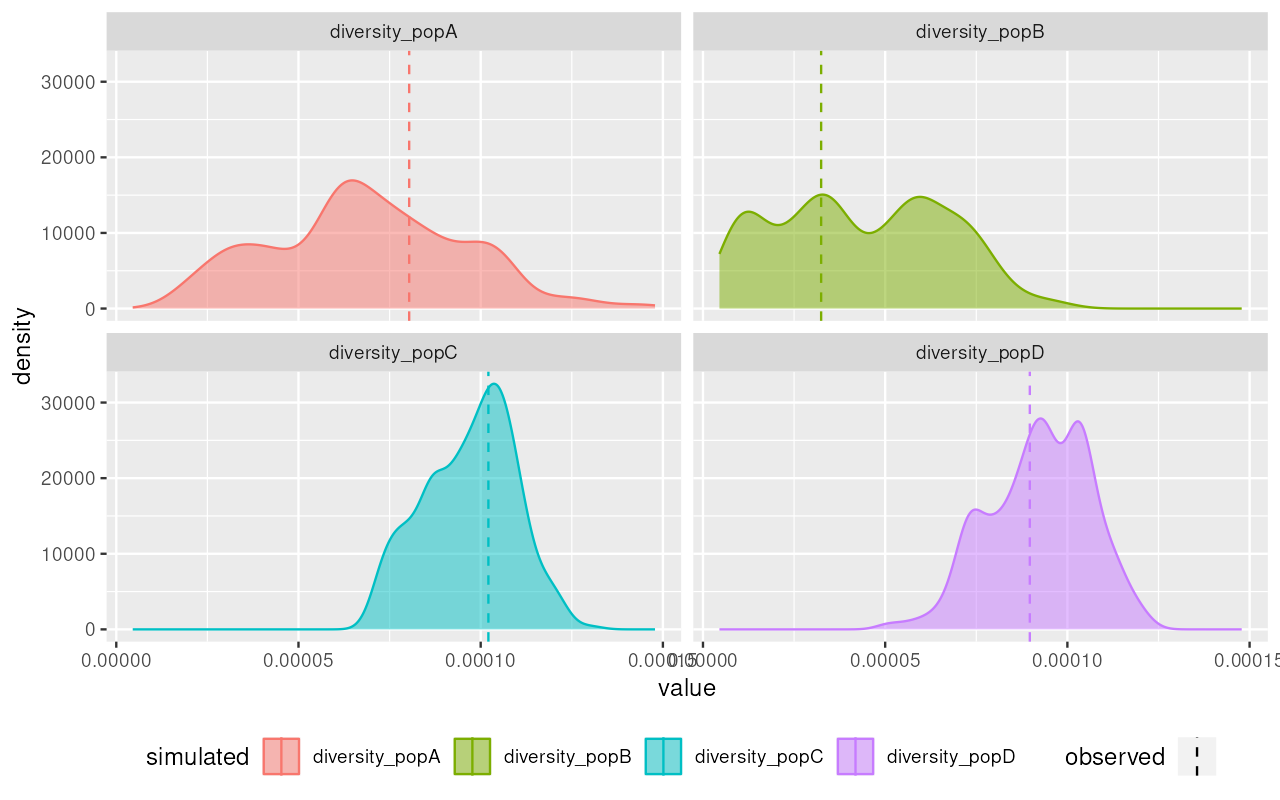 diversity_popA
diversity_popB
30000
20000
10000
0
density
diversity_popC
diversity_popD
30000
20000
10000
0
0.00000
0.00005
0.00010
0.00015
0.00000
0.00005
0.00010
0.00015
value
simulated
diversity_popA
diversity_popB
diversity_popC
diversity_popD
observed